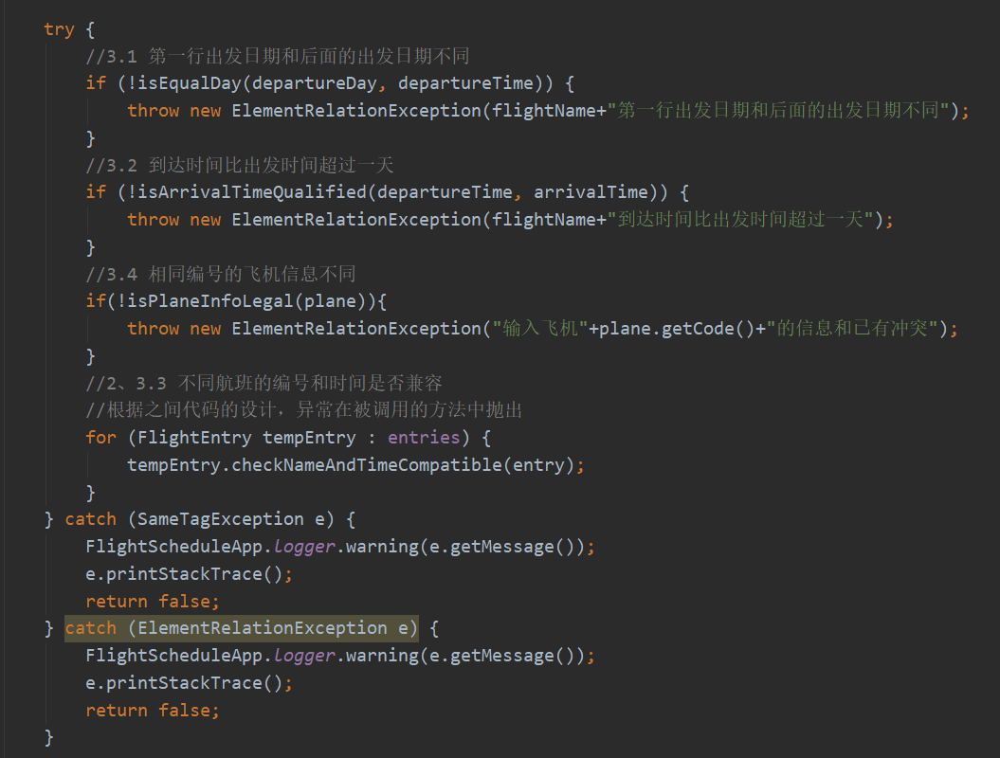 try {
//3.1 第一行出发日期和后面的出发日期不同
if (!isEqualDay(departureDay, departureTime)) {
throw new ElementRelationException(flightName+"第一行出发日期和后面的出发日期不同");
}
//3.2 到达时间比出发时间超过一天
if (!isArrivalTimeQualified(departureTime, arrivalTime)) {
throw new ElementRelationException(flightName+"到达时间比出发时间超过一天");
}
//3.4 相同编号的飞机信息不同
if(!isPlaneInfoLegal(plane)){
throw new ElementRelationException("输入飞机"+plane.getCode()+"的信息和已有冲突");
}
//2、3.3 不同航班的编号和时间是否兼容
//根据之间代码的设计，异常在被调用的方法中抛出
for (FlightEntry tempEntry : entries) {
tempEntry.checkNameAndTimeCompatible(entry);
}
} catch (SameTagException e) {
FlightScheduleApp.logger.warning(e.getMessage());
e.printStackTrace();
return false;
} catch (ElementRelationException e) {
FlightScheduleApp.logger.warning(e.getMessage());
e.printStackTrace();
return false;
}